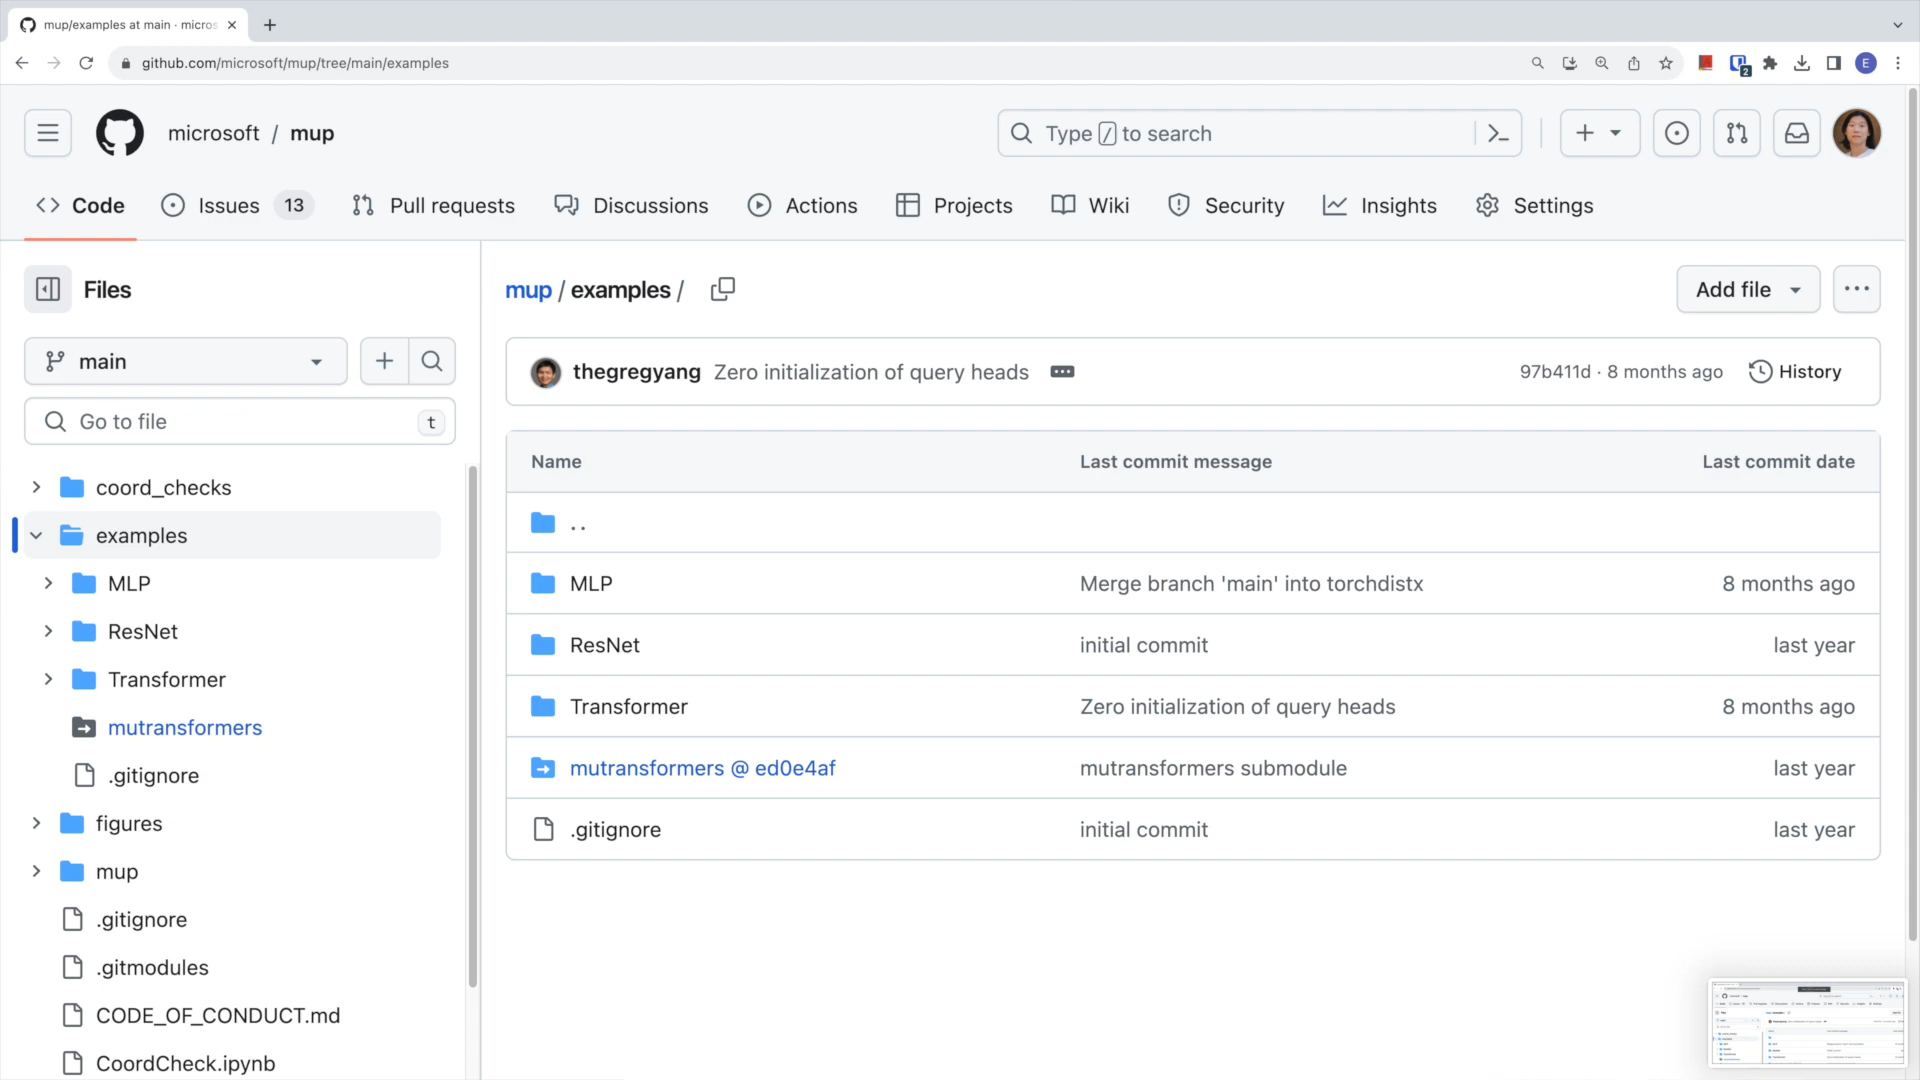 mup/examples at main · micros
github.com/microsoft/mup/tree/main/examples
2
E
microsoft / mup
Type / to search
Code
Issues 13
Pull requests
Discussions
Actions
Projects
Wiki
Security
Insights
Settings
Files
main
Go to file
t
coord_checks
examples
MLP
ResNet
Transformer
mutransformers
.gitignore
figures
mup
.gitignore
.gitmodules
CODE_OF_CONDUCT.md
CoordCheck.ipynb
mup / examples /
Add file
thegregyang Zero initialization of query heads
97b411d · 8 months ago
History
Name Last commit message Last commit date
..
MLP Merge branch 'main' into torchdistx 8 months ago
ResNet initial commit last year
Transformer Zero initialization of query heads 8 months ago
mutransformers @ ed0e4af mutransformers submodule last year
.gitignore initial commit last year